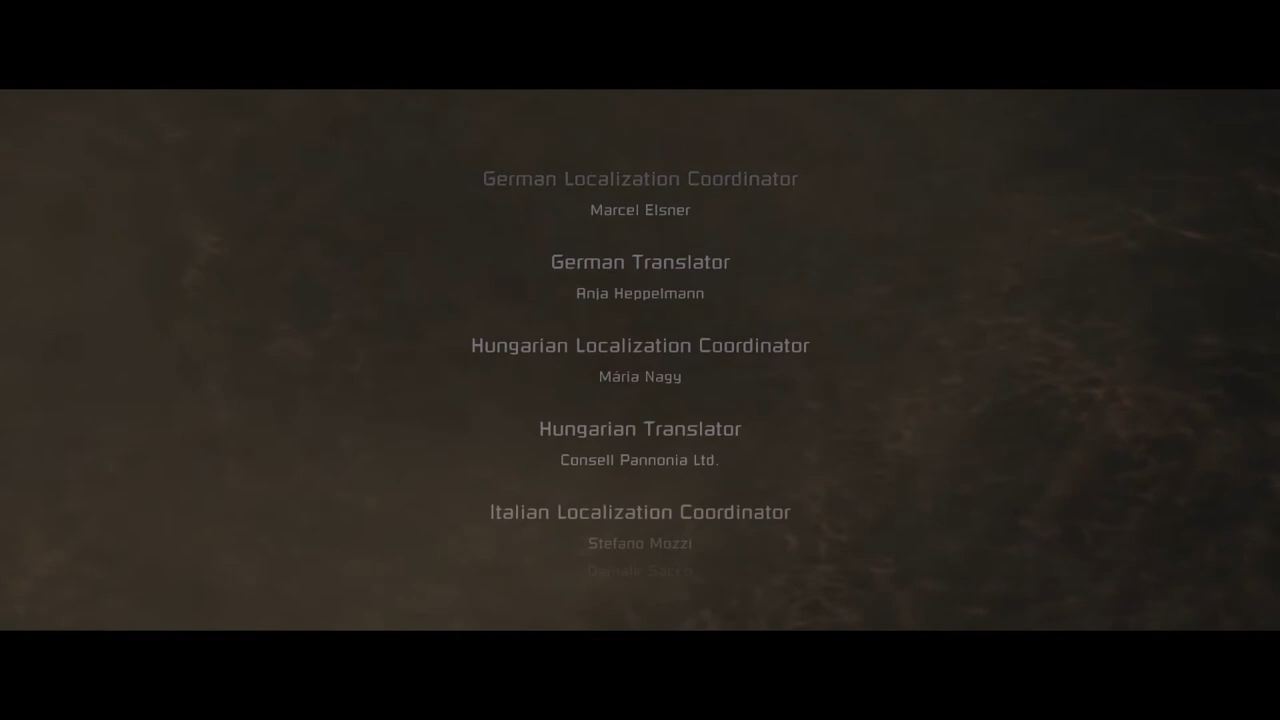 German Localization Coordinator
Marcel Elsner
German Translator
Anja Heppelmann
Hungarian Localization Coordinator
Mária Nagy
Hungarian Translator
Consell Pannonia Ltd.
Italian Localization Coordinator
Stefano Mozzi